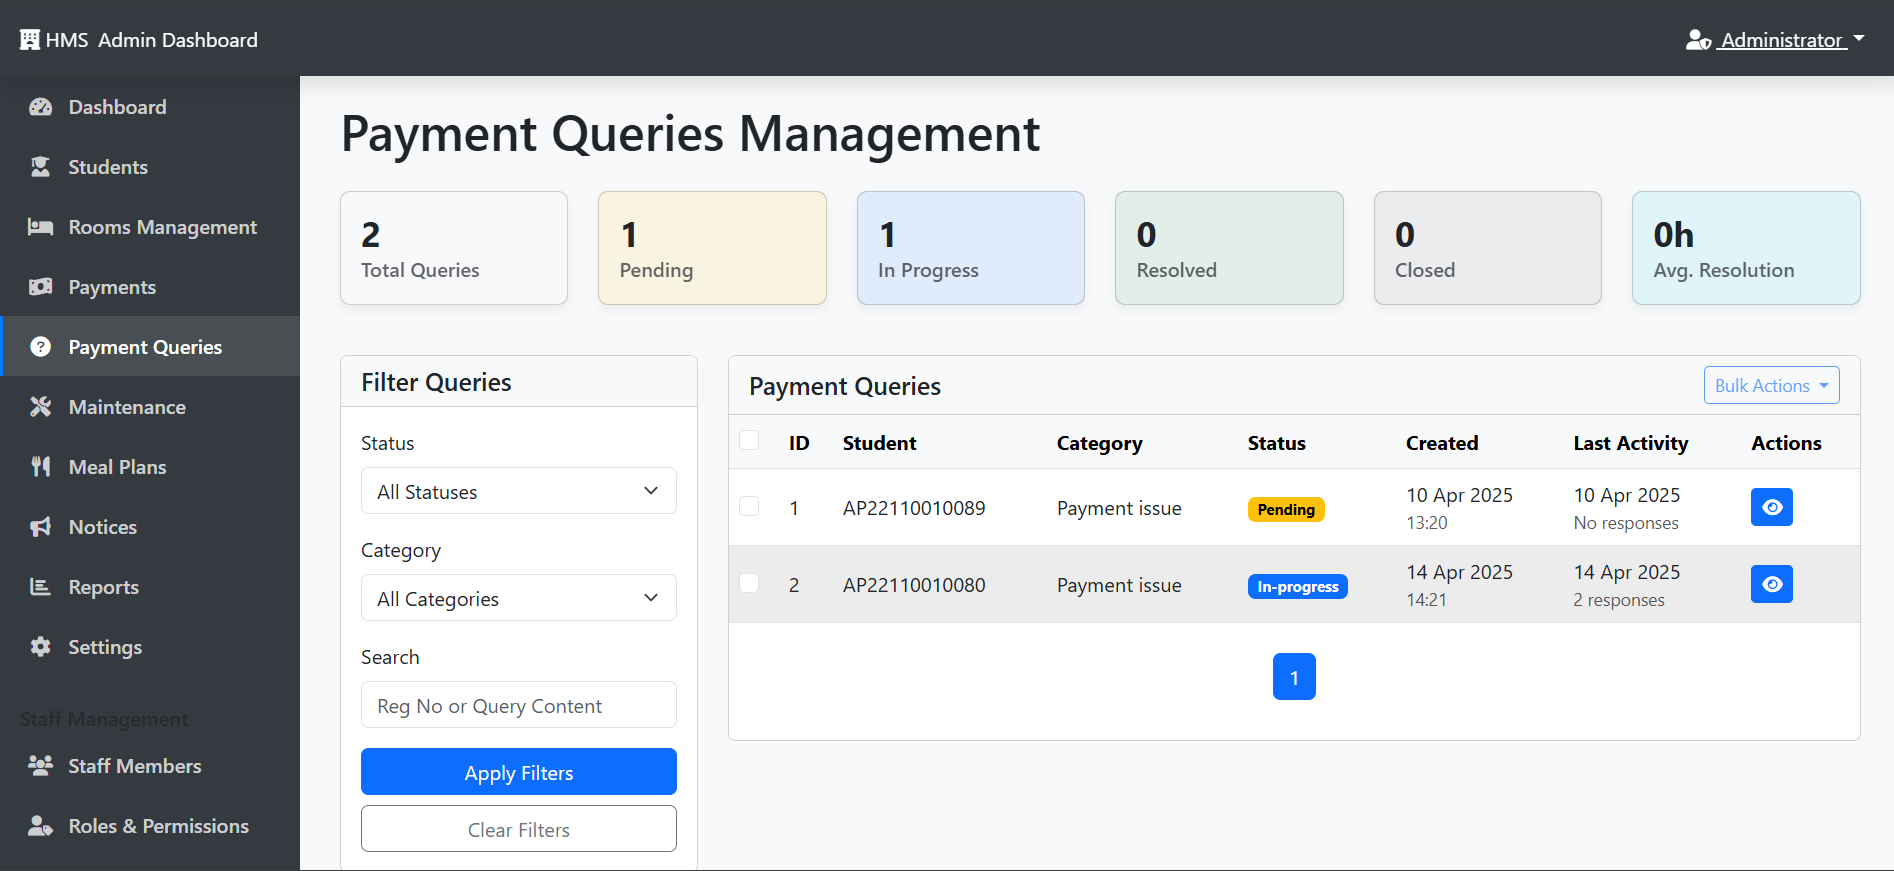 HMS Admin Dashboard
Administrator
Dashboard
Students
Rooms Management
Payments
Payment Queries
Maintenance
Meal Plans
Notices
Reports
Settings
Staff Management
Staff Members
Roles & Permissions
Payment Queries Management
2
Total Queries
1
Pending
1
In Progress
0
Resolved
0
Closed
0h
Avg. Resolution
Filter Queries
Status
All Statuses
Category
All Categories
Search
Reg No or Query Content
Apply Filters
Clear Filters
Payment Queries
Bulk Actions
ID Student Category Status Created Last Activity Actions
1 AP22110010089 Payment issue Pending 10 Apr 2025 10 Apr 2025
13:20 No responses
2 AP22110010080 Payment issue In-progress 14 Apr 2025 14 Apr 2025
14:21 2 responses
1